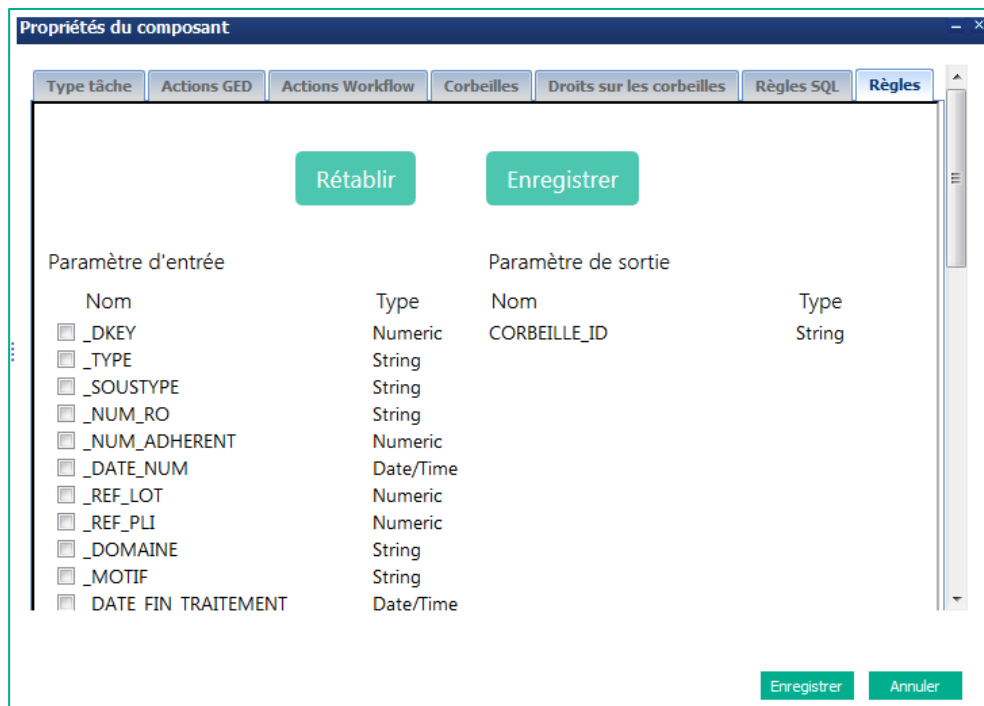 Propriétés du composant
Type tâche Actions GED Actions Workflow Corbeilles Droits sur les corbeilles Règles SQL Règles
Rétablir Enregistrer
Paramètre d'entrée Paramètre de sortie
Nom Type Nom Type
_DKEY Numeric CORBEILLE_ID String
_TYPE String
_SOUSTYPE String
_NUM_RO String
_NUM_ADHERENT Numeric
_DATE_NUM Date/Time
_REF_LOT Numeric
_REF_PLI Numeric
_DOMAINE String
_MOTIF String
_DATE_FIN_TRAITEMENT Date/Time
Enregistrer Annuler